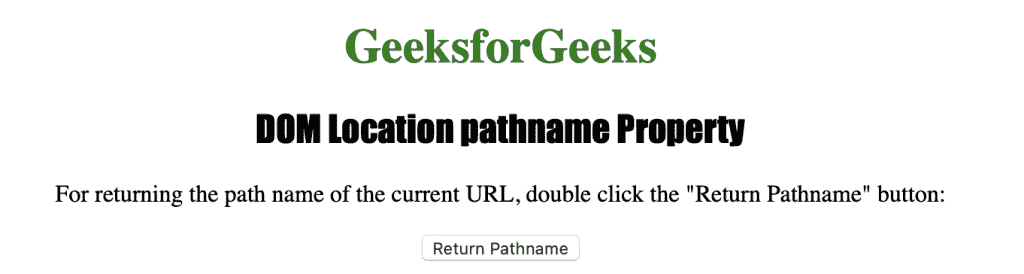 GeeksforGeeks
DOM Location pathname Property
For returning the path name of the current URL, double click the "Return Pathname" button:
Return Pathname